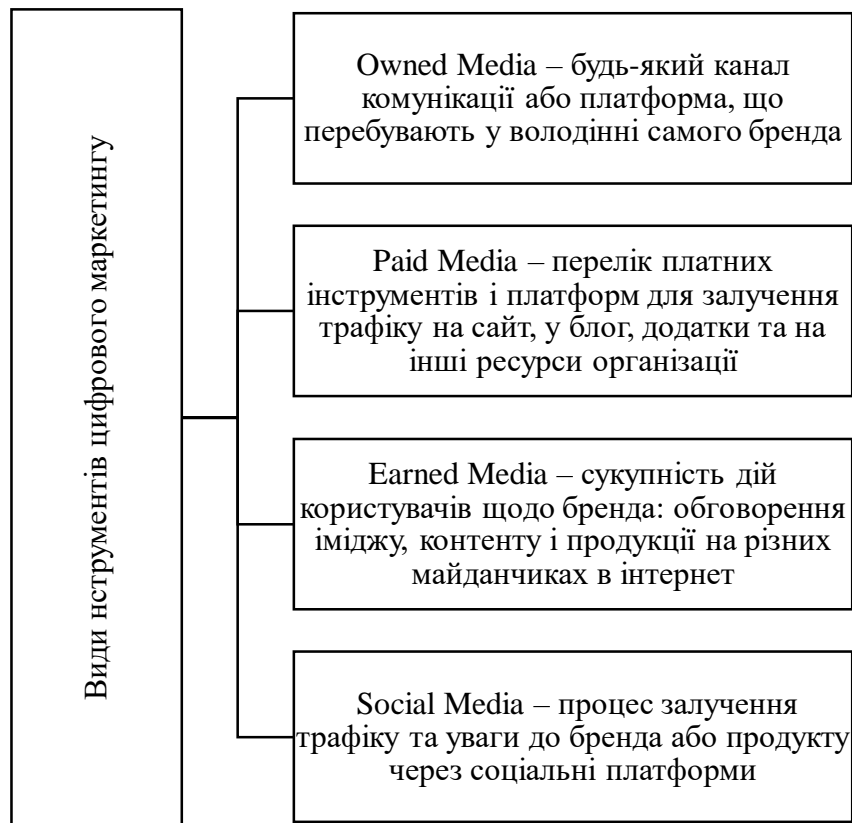 Види нструментів цифрового маркетингу
Owned Media – будь-який канал
комунікації або платформа, що
перебувають у володінні самого бренда
Paid Media – перелік платних
інструментів і платформ для залучення
трафіку на сайт, у блог, додатки та на
інші ресурси організації
Earned Media – сукупність дій
користувачів щодо бренда: обговорення
іміджу, контенту і продукції на різних
майданчиках в інтернет
Social Media – процес залучення
трафіку та уваги до бренда або продукту
через соціальні платформи